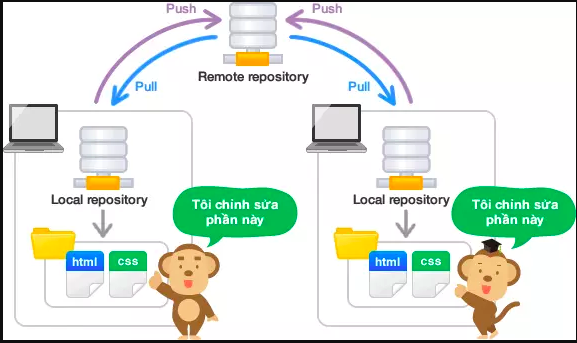 Push
Push
Remote repository
Pull
Pull
Local repository
Tôi chỉnh sửa
phần này
html
css
Local repository
Tôi chỉnh sửa
phần này
html
css